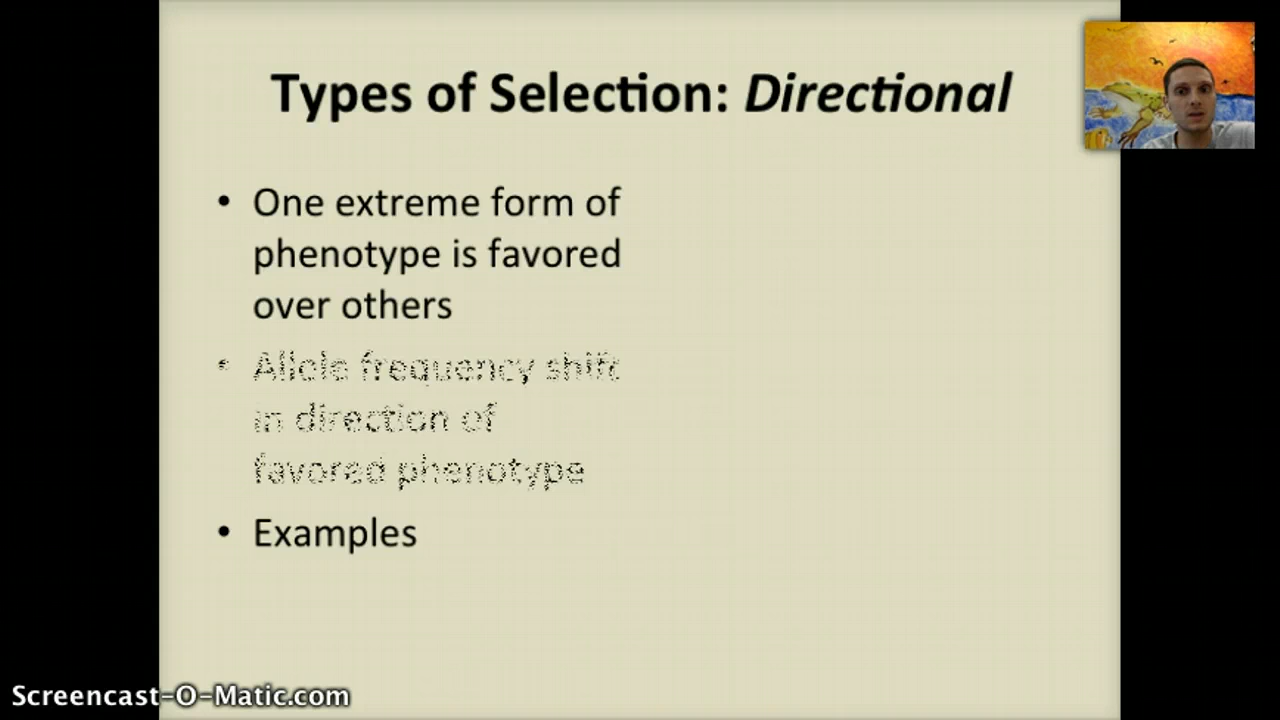 Types of Selection: Directional
• One extreme form of
phenotype is favored
over others
• Allele frequency shift
in direction of
favored phenotype
• Examples
Screencast-O-Matic.com